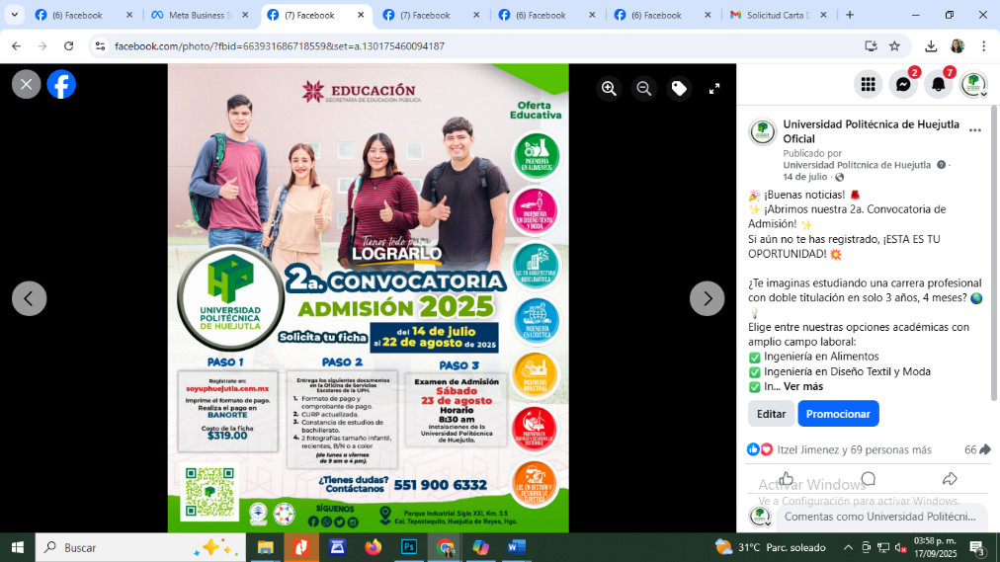 (6) Facebook
Meta Business S
(7) Facebook
(7) Facebook
(6) Facebook
(6) Facebook
Solicitud Carta D
facebook.com/photo/?fbid=663931686718559&set=a.130175460094187
EDUCACIÓN
SECRETARÍA DE EDUCACIÓN PÚBLICA
Oferta
Educativa
INGENIERÍA
EN ALIMENTOS
INGENIERÍA
EN DISEÑO TEXTIL
Y MODA
LIC. EN ARQUITECTURA
BIOCLIMÁTICA
INGENIERÍA
EN LOGÍSTICA
INGENIERÍA
INDUSTRIAL
LIC. EN GESTIÓN Y
DESARROLLO
TURÍSTICO
Tienes todo para
LOGRARLO
UNIVERSIDAD
POLITÉCNICA
DE HUEJUTLA
2a. CONVOCATORIA
ADMISIÓN 2025
Solicita tu ficha
del 14 de julio
al 22 de agosto de 2025
PASO 1
Regístrate en:
soyuphuejutla.com.mx
Imprime el formato de pago.
Realiza el pago en
BANORTE
Costo de la ficha
$319.00
PASO 2
Entrega los siguientes documentos
en la Oficina de Servicios
Escolares de la UPH.
1. Formato de pago y
comprobante de pago.
2. CURP actualizada.
3. Constancia de estudios de
bachillerato.
4. 2 fotografías tamaño infantil,
recientes, B/N o a color
(de lunes a viernes
de 9 am a 4 pm).
PASO 3
Examen de Admisión
Sábado
23 de agosto
Horario
8:30 am
Instalaciones de la
Universidad Politécnica
de Huejutla.
¿Tienes dudas?
Contáctanos
551 900 6332
SÍGUENOS
Parque Industrial Siglo XXI, Km. 3.5
Col. Tepoxtequito, Huejutla de Reyes, Hgo.
2
7
Universidad Politécnica de Huejutla
Oficial
Publicado por
Universidad Politcnica de Huejutla
14 de julio
¡Buenas noticias!
¡Abrimos nuestra 2a. Convocatoria de
Admisión!
Si aún no te has registrado, ¡ESTA ES TU
OPORTUNIDAD!
¿Te imaginas estudiando una carrera profesional
con doble titulación en solo 3 años, 4 meses?
Elige entre nuestras opciones académicas con
amplio campo laboral:
Ingeniería en Alimentos
Ingeniería en Diseño Textil y Moda
In... Ver más
Editar
Promocionar
Itzel Jimenez y 69 personas más
66
Activar Windows
Ve a Configuración para activar Windows.
Comentas como Universidad Politécni...
Buscar
31°C Parc. soleado
03:58 p. m.
17/09/2025
3